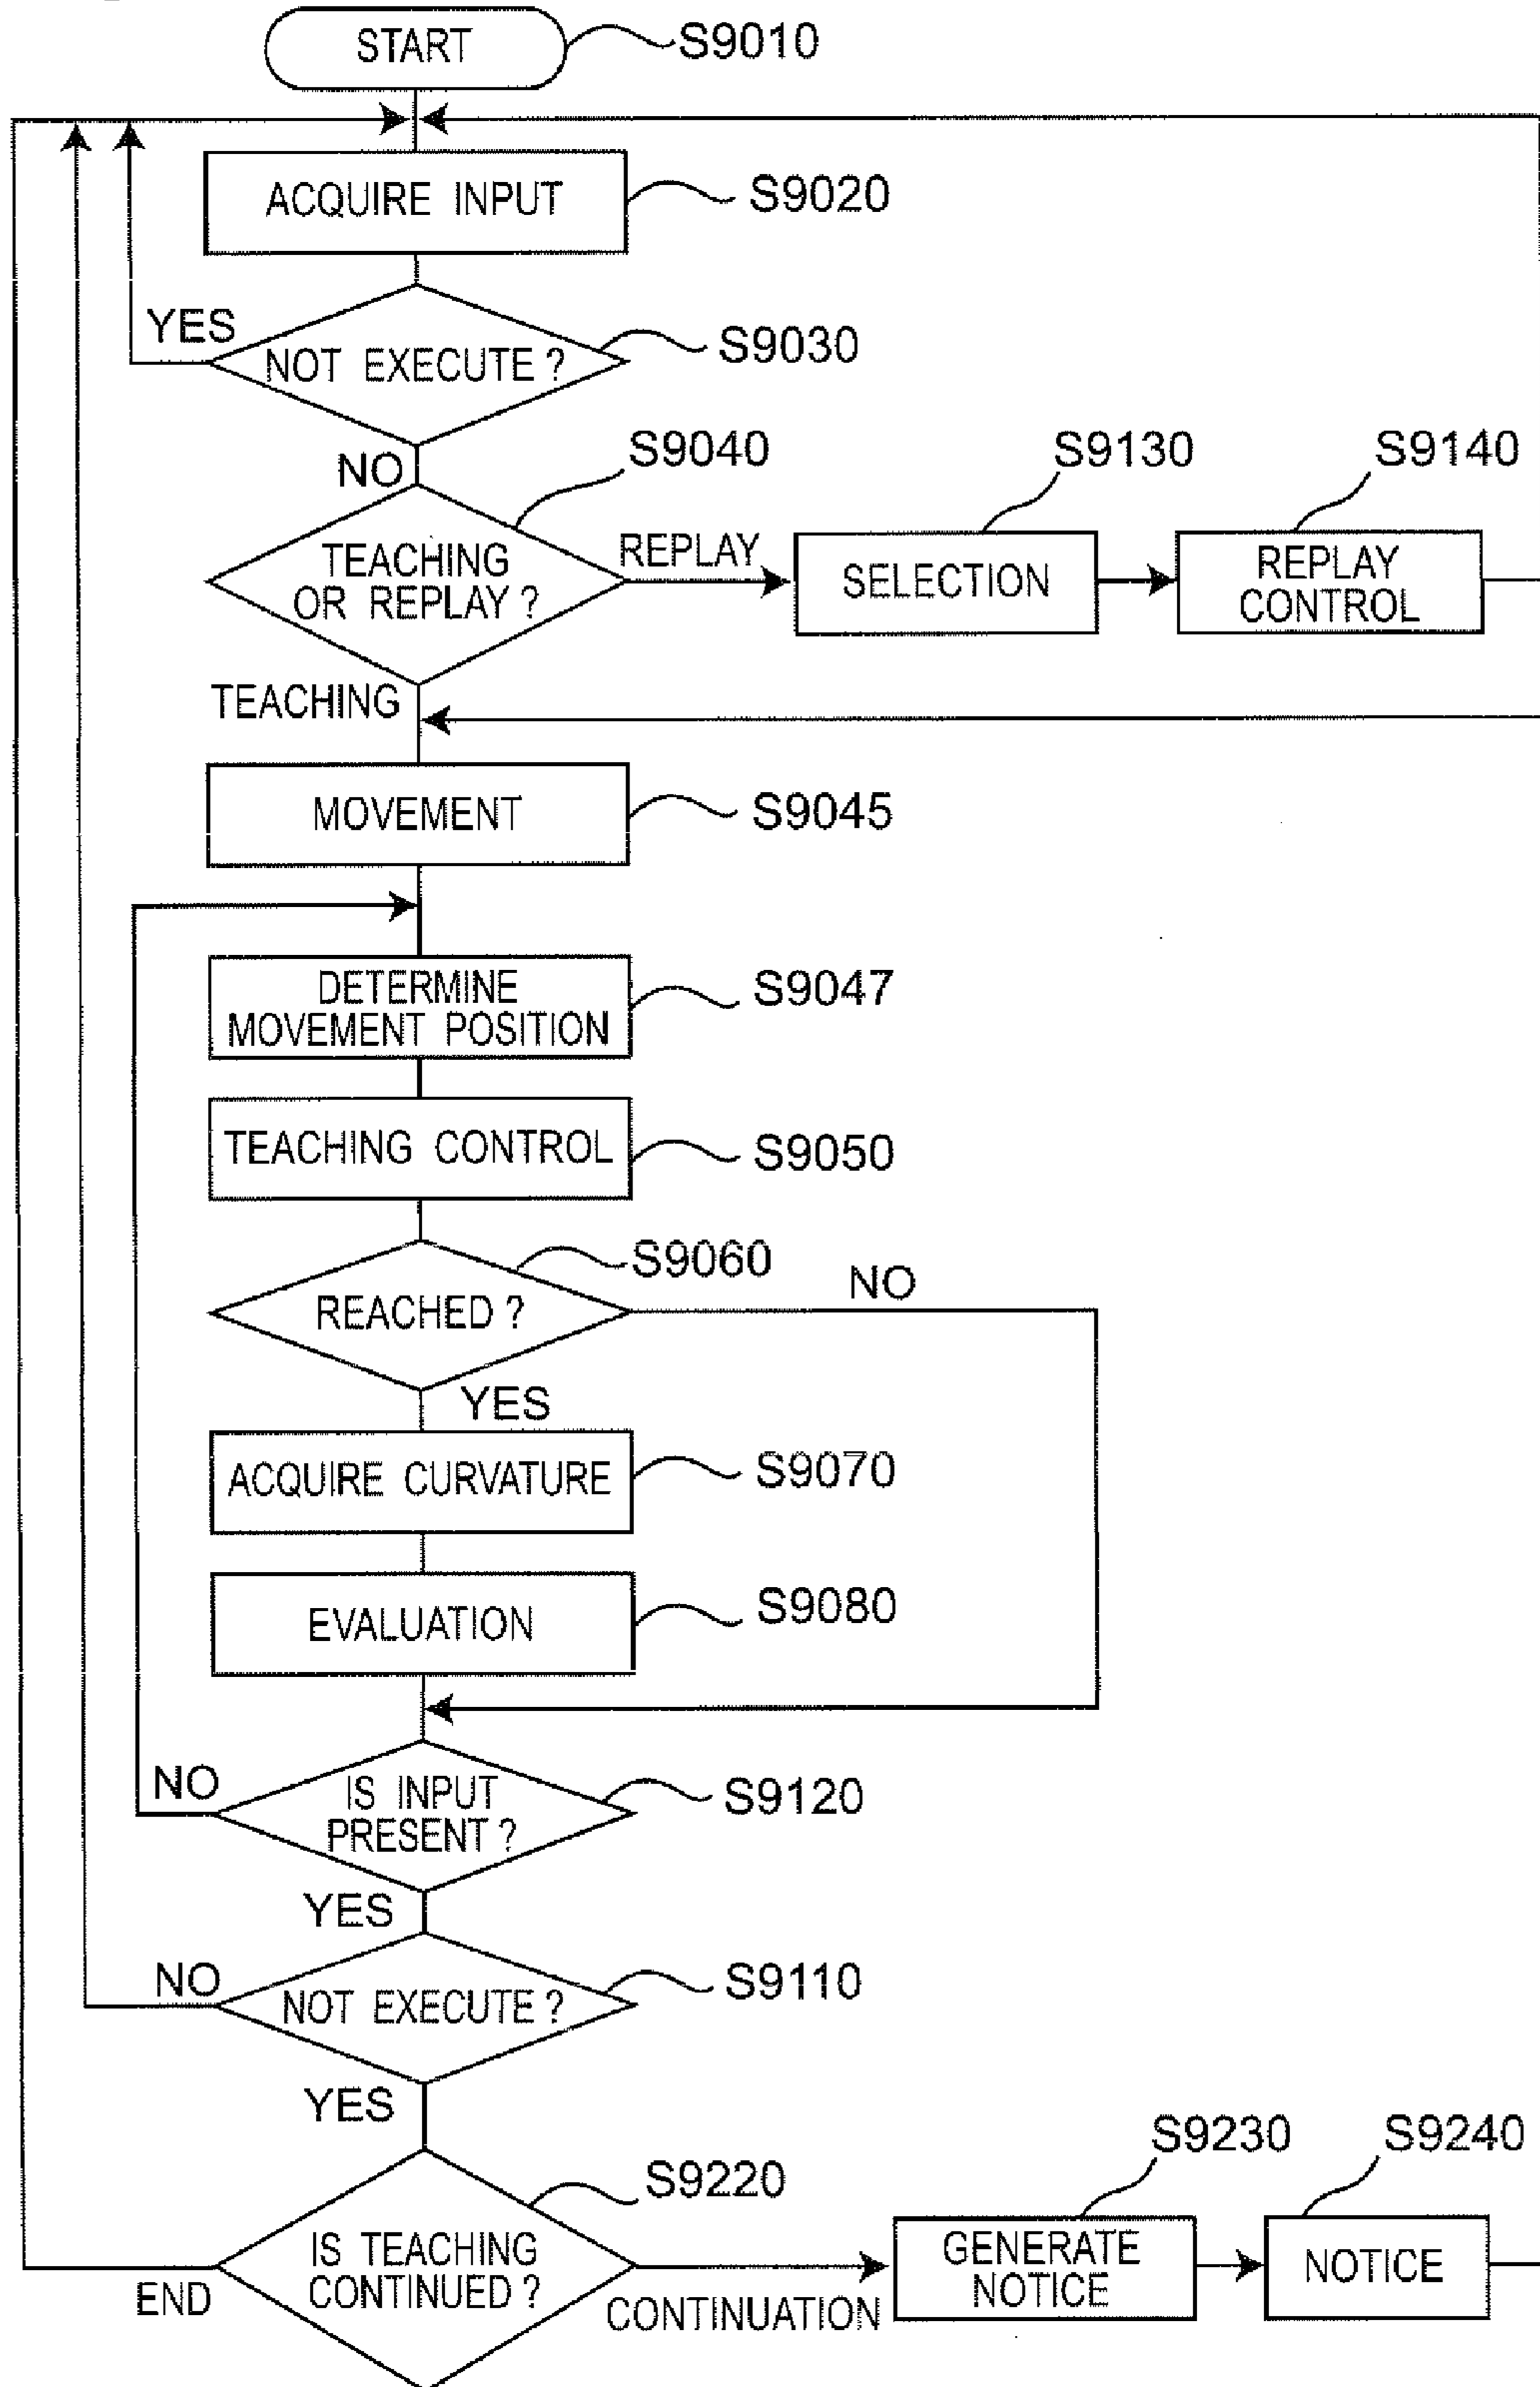 START
S9010
ACQUIRE INPUT
S9020
YES
NOT EXECUTE ?
S9030
NO
S9040
S9130
S9140
TEACHING
OR REPLAY ?
REPLAY
SELECTION
REPLAY
CONTROL
TEACHING
MOVEMENT
S9045
DETERMINE
MOVEMENT POSITION
S9047
TEACHING CONTROL
S9050
S9060
NO
REACHED ?
YES
ACQUIRE CURVATURE
S9070
EVALUATION
S9080
NO
IS INPUT
PRESENT ?
S9120
YES
NO
NOT EXECUTE ?
S9110
YES
S9220
S9230
S9240
IS TEACHING
CONTINUED ?
END
CONTINUATION
GENERATE
NOTICE
NOTICE